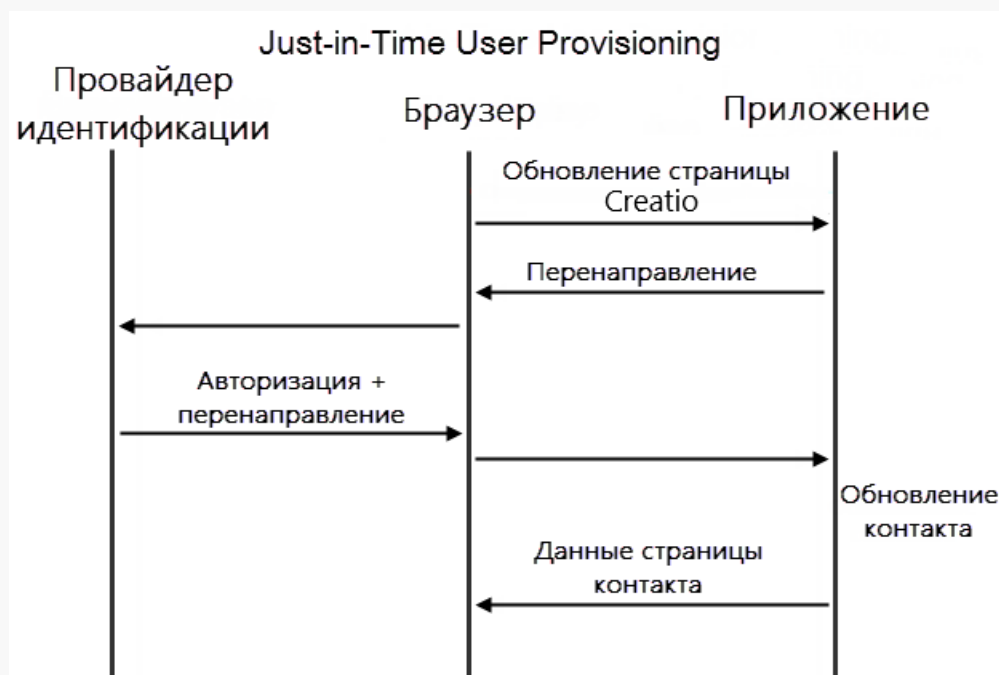 Just-in-Time User Provisioning
Провайдер
идентификации
Браузер
Приложение
Обновление страницы
Creatio
Перенаправление
Авторизация +
перенаправление
Обновление
контакта
Данные страницы
контакта